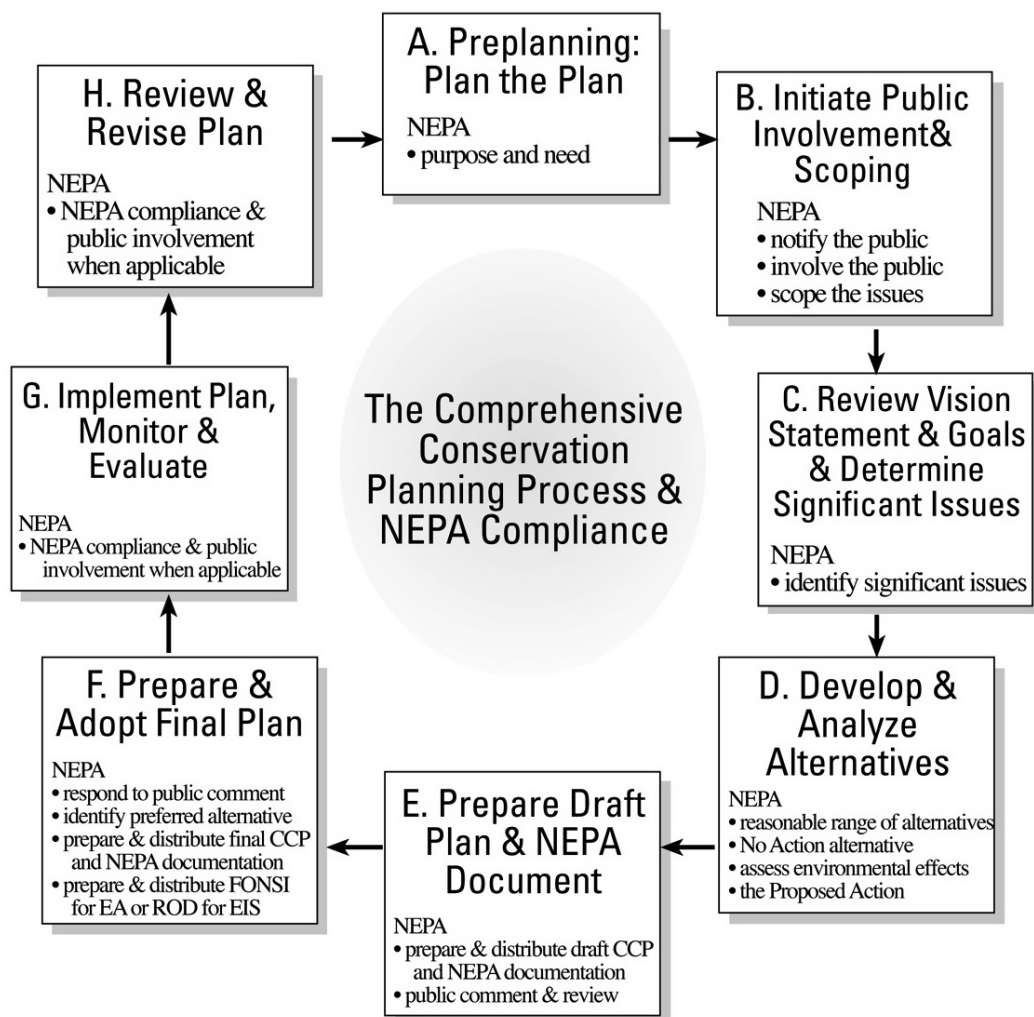 A. Preplanning:
Plan the Plan
NEPA
• purpose and need
B. Initiate Public
Involvement&
Scoping
NEPA
• notify the public
• involve the public
• scope the issues
C. Review Vision
Statement & Goals
& Determine
Significant Issues
NEPA
• identify significant issues
D. Develop &
Analyze
Alternatives
NEPA
• reasonable range of alternatives
• No Action alternative
• assess environmental effects
• the Proposed Action
E. Prepare Draft
Plan & NEPA
Document
NEPA
• prepare & distribute draft CCP
and NEPA documentation
• public comment & review
F. Prepare &
Adopt Final Plan
NEPA
• respond to public comment
• identify preferred alternative
• prepare & distribute final CCP
and NEPA documentation
• prepare & distribute FONSI
for EA or ROD for EIS
G. Implement Plan,
Monitor &
Evaluate
NEPA
• NEPA compliance & public
involvement when applicable
H. Review &
Revise Plan
NEPA
• NEPA compliance &
public involvement
when applicable
The Comprehensive
Conservation
Planning Process &
NEPA Compliance